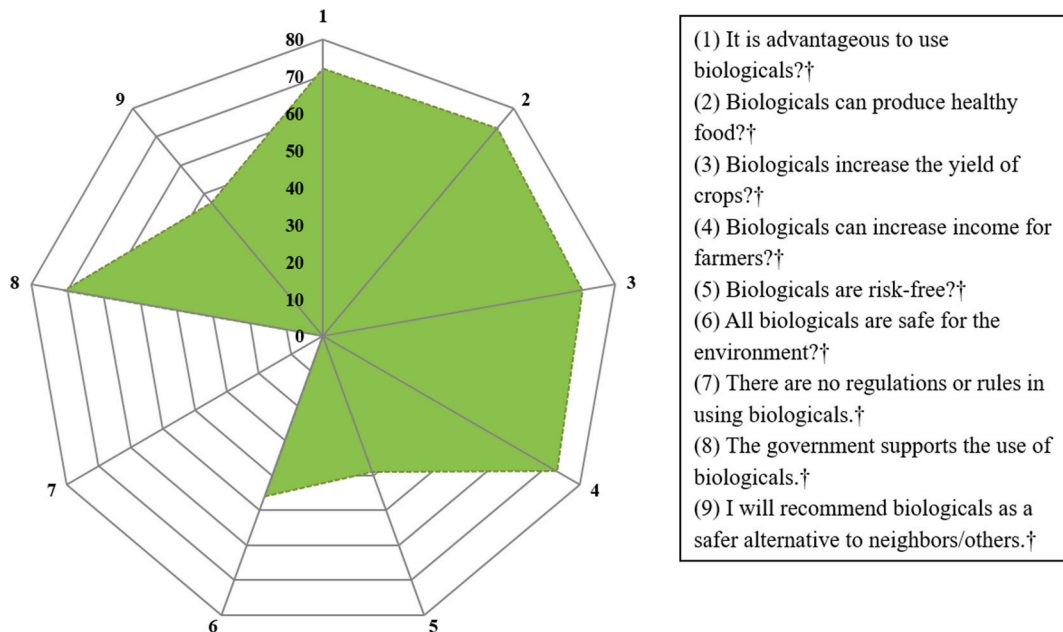 1
80
70
60
50
40
30
20
10
0
2
3
4
5
6
7
8
9
(1) It is advantageous to use
biologicals?†
(2) Biologicals can produce healthy
food?†
(3) Biologicals increase the yield of
crops?†
(4) Biologicals can increase income for
farmers?†
(5) Biologicals are risk-free?†
(6) All biologicals are safe for the
environment?†
(7) There are no regulations or rules in
using biologicals.†
(8) The government supports the use of
biologicals.†
(9) I will recommend biologicals as a
safer alternative to neighbors/others.†